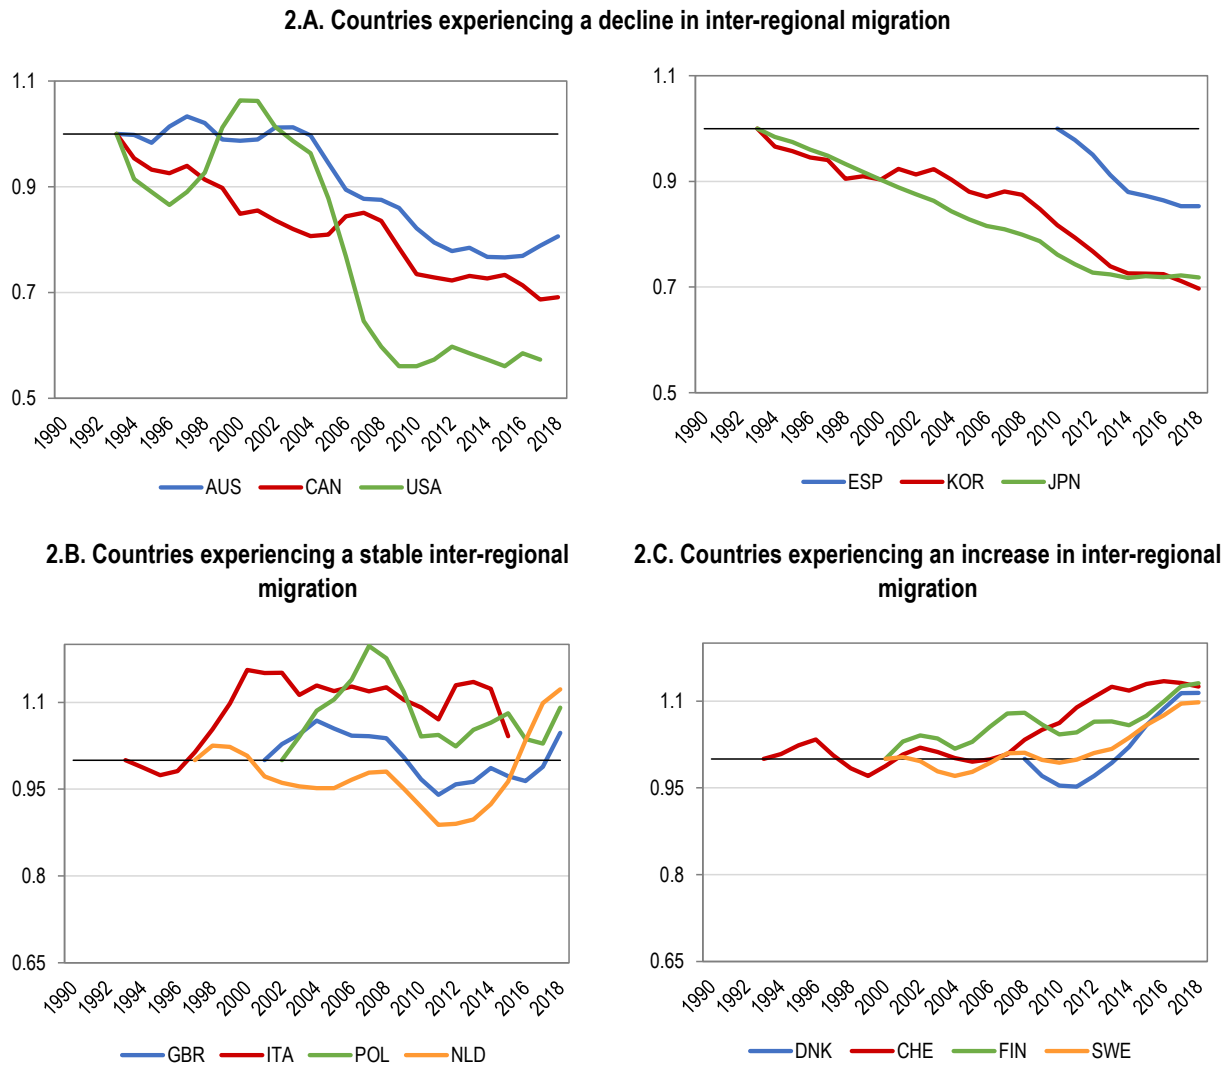 2.A. Countries experiencing a decline in inter-regional migration
1.1
0.9
0.7
0.5
1990 1992 1994 1996 1998 2000 2002 2004 2006 2008 2010 2012 2014 2016 2018
AUS CAN USA
1.1
0.9
0.7
0.5
1990 1992 1994 1996 1998 2000 2002 2004 2006 2008 2010 2012 2014 2016 2018
ESP KOR JPN
2.B. Countries experiencing a stable inter-regional
migration
1.1
0.95
0.8
0.65
1990 1992 1994 1996 1998 2000 2002 2004 2006 2008 2010 2012 2014 2016 2018
GBR ITA POL NLD
2.C. Countries experiencing an increase in inter-regional
migration
1.1
0.95
0.8
0.65
1990 1992 1994 1996 1998 2000 2002 2004 2006 2008 2010 2012 2014 2016 2018
DNK CHE FIN SWE